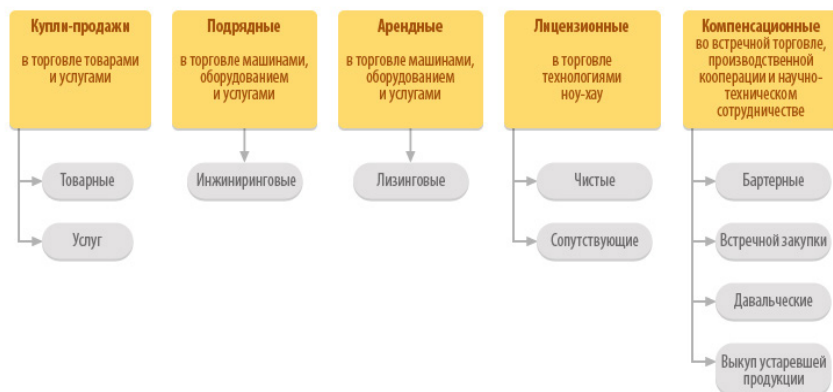 Купли-продажи
в торговле товарами
и услугами
Товарные
Услуг
Подрядные
в торговле машинами,
оборудованием
и услугами
Инжиниринговые
Арендные
в торговле машинами,
оборудованием
и услугами
Лизинговые
Лицензионные
в торговле
технологиями
ноу-хау
Чистые
Сопутствующие
Компенсационные
во встречной торговле,
производственной
кооперации и научно-
техническом
сотрудничестве
Бартерные
Встречной закупки
Давальческие
Выкуп устаревшей
продукции